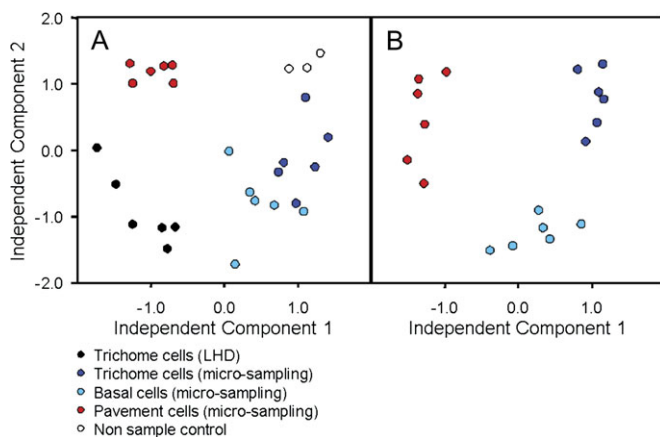 A
B
2.0
1.0
0.0
-1.0
-2.0
Independent Component 2
-1.0 0.0 1.0
-1.0 0.0 1.0
Independent Component 1
Independent Component 1
Trichome cells (LHD)
Trichome cells (micro-sampling)
Basal cells (micro-sampling)
Pavement cells (micro-sampling)
Non sample control